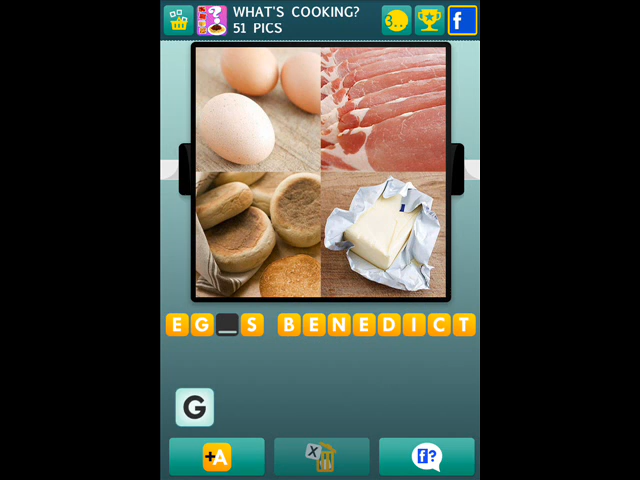 WHAT'S COOKING?
51 PICS
f
EG_S BENEDICT
G
+A
X
f?